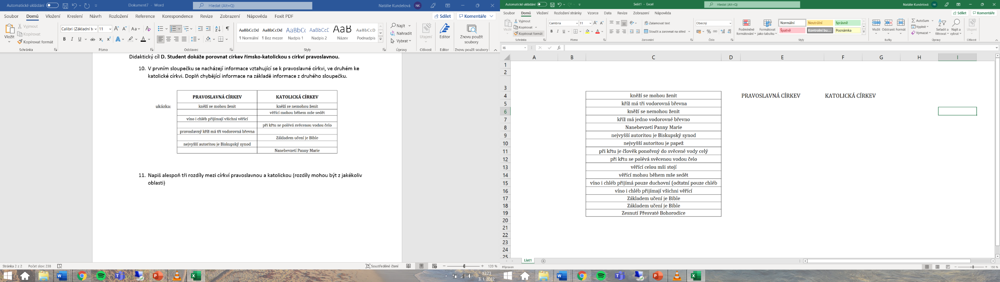 Automatické ukládání
Dokument7 - Word
Hledat (Alt+Q)
Natálie Kundelová NK
Soubor Domů Vložení Kreslení Návrh Rozložení Reference Korespondence Revize Zobrazení Nápověda Foxit PDF
Sdílet Komentáře
Vložit
Vyjmout
Kopírovat
Kopírovat formát
Schránka
Calibri (Základní t 11
Písmo
Odstavec
AaBbCcDd AaBbCcDd AaBbC AaBbCcE AaB AaBbCcD
¶ Normální ¶ Bez mezer Nadpis 1 Nadpis 2 Název Podnadpis
Styly
Najít
Nahradit
Vybrat
Úpravy
Utajení
Citlivost
Editor
Editor
Znovu použít
soubory
Znovu použít soubory
Didaktický cíl D. Student dokáže porovnat církev římsko-katolickou s církví pravoslavnou.
10. V prvním sloupečku se nacházejí informace vztahující se k pravoslavné církvi, ve druhém ke
katolické církvi. Doplň chybějící informace na základě informace z druhého sloupečku.
PRAVOSLAVNÁ CÍRKEV KATOLICKÁ CÍRKEV
ukázka: kněží se mohou ženit kněží se nemohou ženit
věřící mohou během mše sedět
víno i chléb přijímají všichni věřící
při křtu se polévá svěcenou vodou čelo
pravoslavný kříž má tři vodorovná břevna
Základem učení je Bible
nejvyšší autoritou je Biskupský synod
Nanebevzetí Panny Marie
11. Napiš alespoň tři rozdíly mezi církví pravoslavnou a katolickou (rozdíly mohou být z jakékoliv
oblasti)
Stránka 2 z 2 Počet slov: 238
Soustředěné čtení
120 %
13:23
3. 1. 2022
Automatické ukládání
Sešit1 - Excel
Hledat (Alt+Q)
Natálie Kundelová NK
Soubor Domů Vložení Rozložení stránky Vzorce Data Revize Zobrazení Nápověda
Sdílet Komentáře
Vložit
Vyjmout
Kopírovat
Kopírovat formát
Schránka
Cambria 11
Písmo
Zalamovat text
Sloučit a zarovnat na střed
Zarovnání
Obecný
Číslo
Podmíněné
formátování
Formátovat
jako tabulku
Normální Neutrální Správně
Špatně Kontrolní bu... Poznámka
Styly
Vložit Odstranit Formát
Buňky
AutoSum
Vyplnit
Vymazat
Seřadit a
filtrovat
Najít a
vybrat
Úpravy
Utajení
Citlivost
I6
A B C D E F G H I
1
2
3
4 kněží se mohou ženit PRAVOSLAVNÁ CÍRKEV KATOLICKÁ CÍRKEV
5 kříž má tři vodorovná břevna
6 kněží se nemohou ženit
7 kříž má jedno vodorovné břevno
8 Nanebevzetí Panny Marie
9 nejvyšší autoritou je Biskupský synod
10 nejvyšší autoritou je papež
11 při křtu je člověk ponořený do svěcené vody celý
12 při křtu se polévá svěcenou vodou čelo
13 věřící celou mši stojí
14 věřící mohou během mše sedět
15 víno i chléb přijímá pouze duchovní (odtatní pouze chléb
16 víno i chléb přijímají všichni věřící
17 Základem učení je Bible
18 Základem učení je Bible
19 Zesnutí Přesvaté Bohorodice
20
21
22
23
24
25
List1
Připraven
150 %